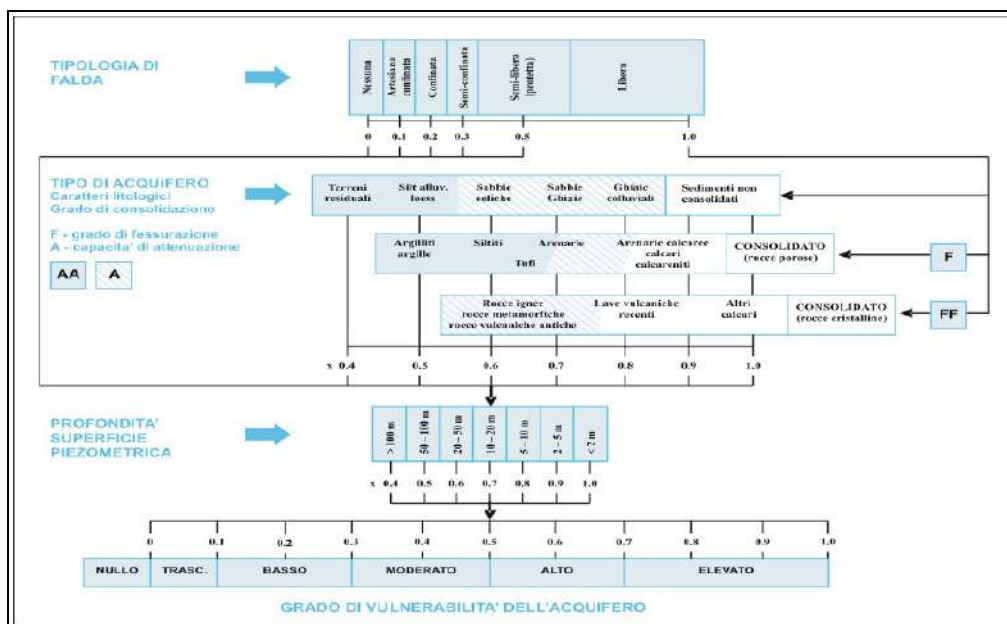 TIPOLOGIA DI
FALDA
Nessuna
Artesiana
confinata
Confinata
Semi-confinata
Semi-libera
(protetta)
Libera
0 0.1 0.2 0.3 0.5 1.0
TIPO DI ACQUIFERO
Caratteri litologici
Grado di consolidazione
F - grado di fessurazione
A - capacita' di attenuazione
AA A
Terreni
residuali
Silt alluv.
loess
Sabbie
eoliche
Sabbie
Ghiaie
Ghiaie
colluviali
Sedimenti non
consolidati
Argilliti
argille
Siltiti
Tufi
Arenarie
Arenarie calcaree
calcari
calcareniti
CONSOLIDATO
(rocce porose)
F
Rocce ignee
rocce metamorfiche
rocce vulcaniche antiche
Lave vulcaniche
recenti
Altri
calcari
CONSOLIDATO
(rocce cristalline)
FF
x 0.4 0.5 0.6 0.7 0.8 0.9 1.0
PROFONDITA'
SUPERFICIE
PIEZOMETRICA
> 100 m
50 - 100 m
20 - 50 m
10 - 20 m
5 - 10 m
2 - 5 m
< 2 m
x 0.4 0.5 0.6 0.7 0.8 0.9 1.0
0 0.1 0.2 0.3 0.4 0.5 0.6 0.7 0.8 0.9 1.0
NULLO TRASC. BASSO MODERATO ALTO ELEVATO
GRADO DI VULNERABILITA' DELL'ACQUIFERO